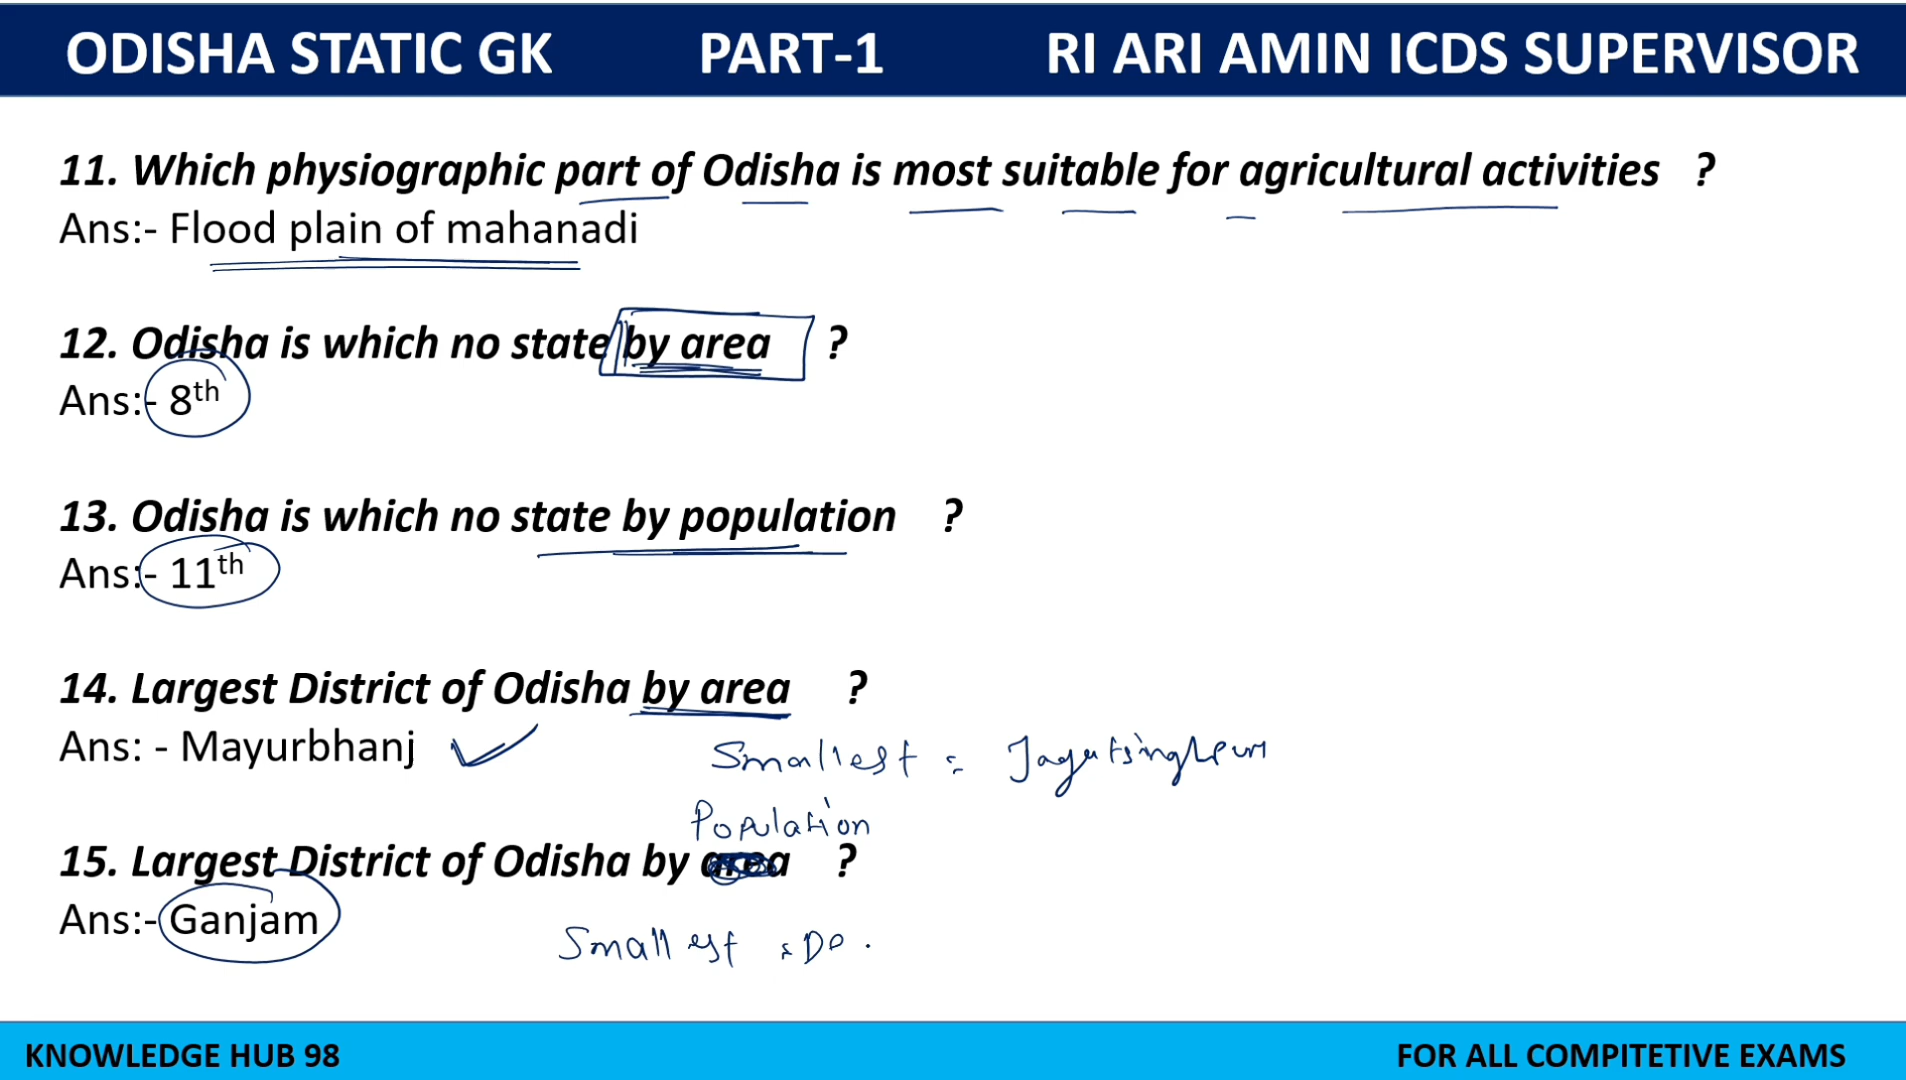 ODISHA STATIC GK PART-1 RI ARI AMIN ICDS SUPERVISOR
11. Which physiographic part of Odisha is most suitable for agricultural activities ?
Ans:- Flood plain of mahanadi
12. Odisha is which no state by area ?
Ans:- 8th
13. Odisha is which no state by population ?
Ans:- 11th
14. Largest District of Odisha by area ?
Ans: - Mayurbhanj
Smallest = Jagatsinghpur
Population
15. Largest District of Odisha by area ?
Ans:- Ganjam
Smallest
KNOWLEDGE HUB 98 FOR ALL COMPITETIVE EXAMS